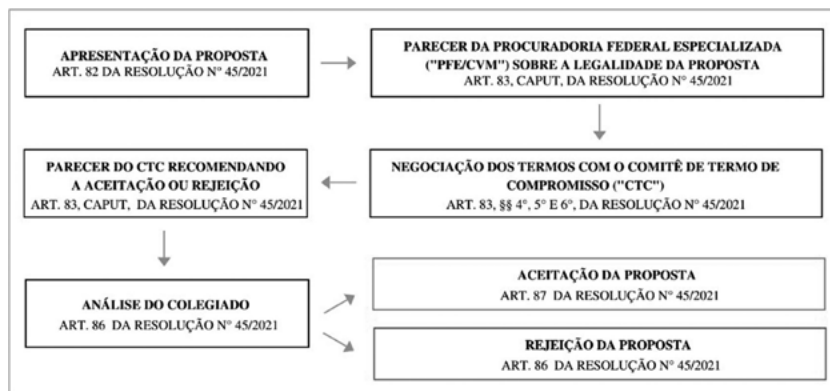 APRESENTAÇÃO DA PROPOSTA
ART. 82 DA RESOLUÇÃO N° 45/2021
PARECER DA PROCURADORIA FEDERAL ESPECIALIZADA
("PFE/CVM") SOBRE A LEGALIDADE DA PROPOSTA
ART. 83, CAPUT, DA RESOLUÇÃO N° 45/2021
NEGOCIAÇÃO DOS TERMOS COM O COMITÊ DE TERMO DE
COMPROMISSO ("CTC")
ART. 83, §§ 4°, 5° E 6°, DA RESOLUÇÃO N° 45/2021
PARECER DO CTC RECOMENDANDO
A ACEITAÇÃO OU REJEIÇÃO
ART. 83, CAPUT, DA RESOLUÇÃO N° 45/2021
ANÁLISE DO COLEGIADO
ART. 86 DA RESOLUÇÃO N° 45/2021
ACEITAÇÃO DA PROPOSTA
ART. 87 DA RESOLUÇÃO N° 45/2021
REJEIÇÃO DA PROPOSTA
ART. 86 DA RESOLUÇÃO N° 45/2021